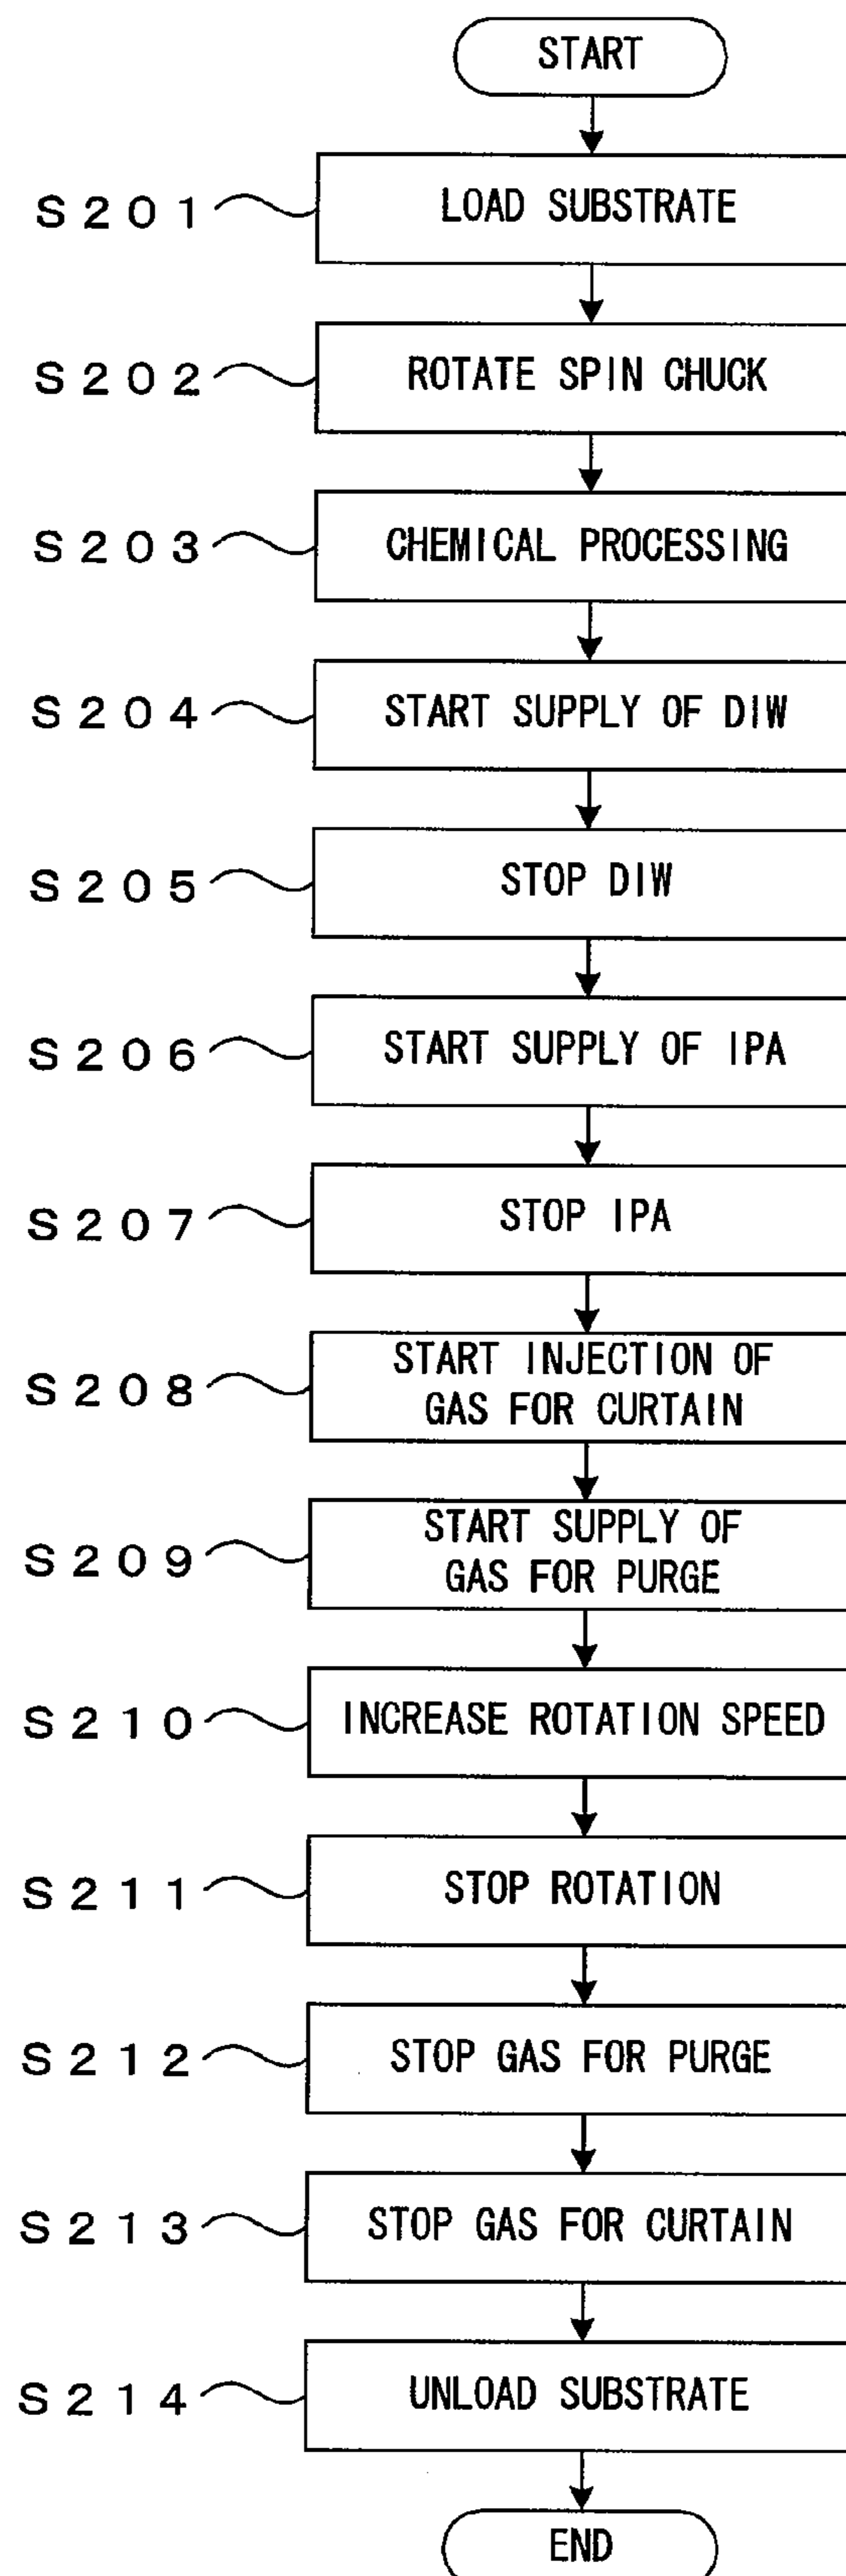 START
S201 LOAD SUBSTRATE
S202 ROTATE SPIN CHUCK
S203 CHEMICAL PROCESSING
S204 START SUPPLY OF DIW
S205 STOP DIW
S206 START SUPPLY OF IPA
S207 STOP IPA
START INJECTION OF
S208 GAS FOR CURTAIN
START SUPPLY OF
S209 GAS FOR PURGE
S210 INCREASE ROTATION SPEED
S211 STOP ROTATION
S212 STOP GAS FOR PURGE
S213 STOP GAS FOR CURTAIN
S214 UNLOAD SUBSTRATE
END